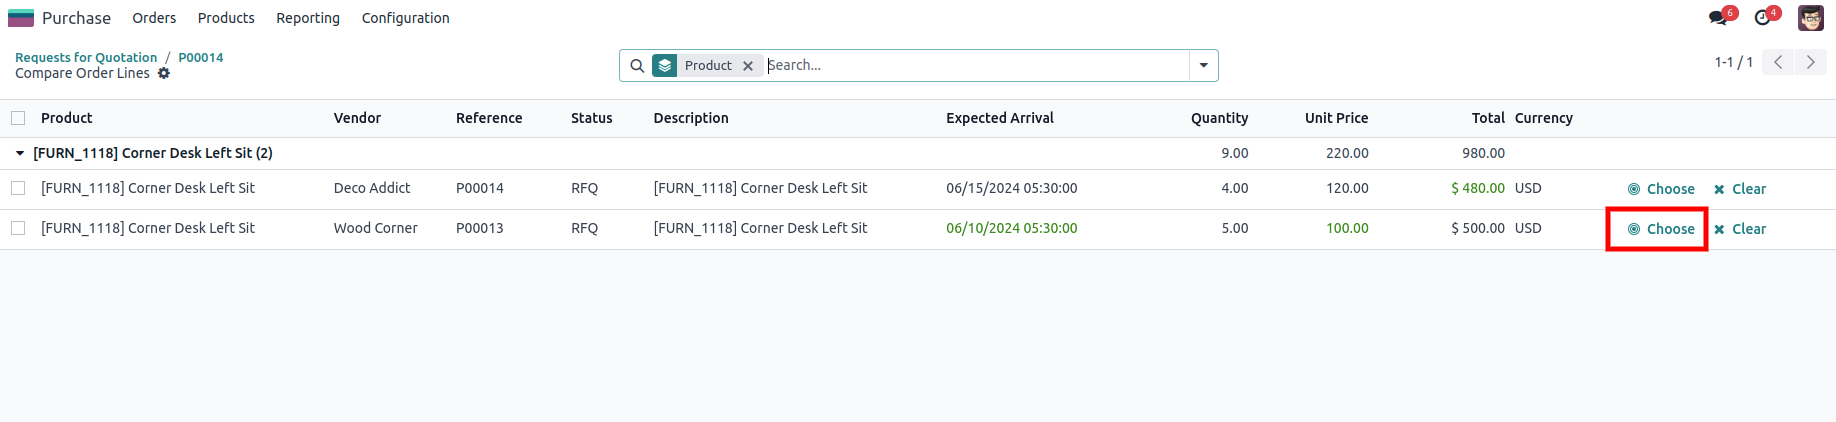 Purchase Orders Products Reporting Configuration 6 4
Requests for Quotation / P00014
Compare Order Lines
Product Search...
1-1 / 1
Product Vendor Reference Status Description Expected Arrival Quantity Unit Price Total Currency
[FURN_1118] Corner Desk Left Sit (2) 9.00 220.00 980.00
[FURN_1118] Corner Desk Left Sit Deco Addict P00014 RFQ [FURN_1118] Corner Desk Left Sit 06/15/2024 05:30:00 4.00 120.00 $ 480.00 USD Choose Clear
[FURN_1118] Corner Desk Left Sit Wood Corner P00013 RFQ [FURN_1118] Corner Desk Left Sit 06/10/2024 05:30:00 5.00 100.00 $ 500.00 USD Choose Clear